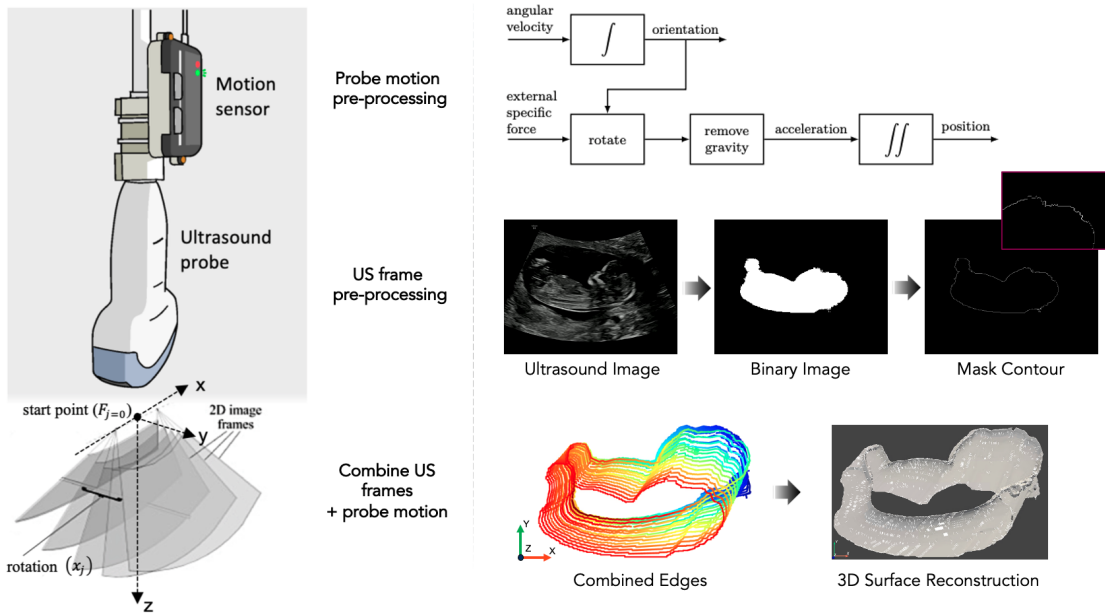 Motion
sensor
Ultrasound
probe
x
start point (F_{j=0})
2D image
frames
y
rotation (x_j)
z
Probe motion
pre-processing
angular
velocity
∫
orientation
external
specific
force
rotate
remove
gravity
acceleration
∬
position
US frame
pre-processing
Ultrasound Image
Binary Image
Mask Contour
Combine US
frames
+ probe motion
Y
Z
X
Combined Edges
3D Surface Reconstruction